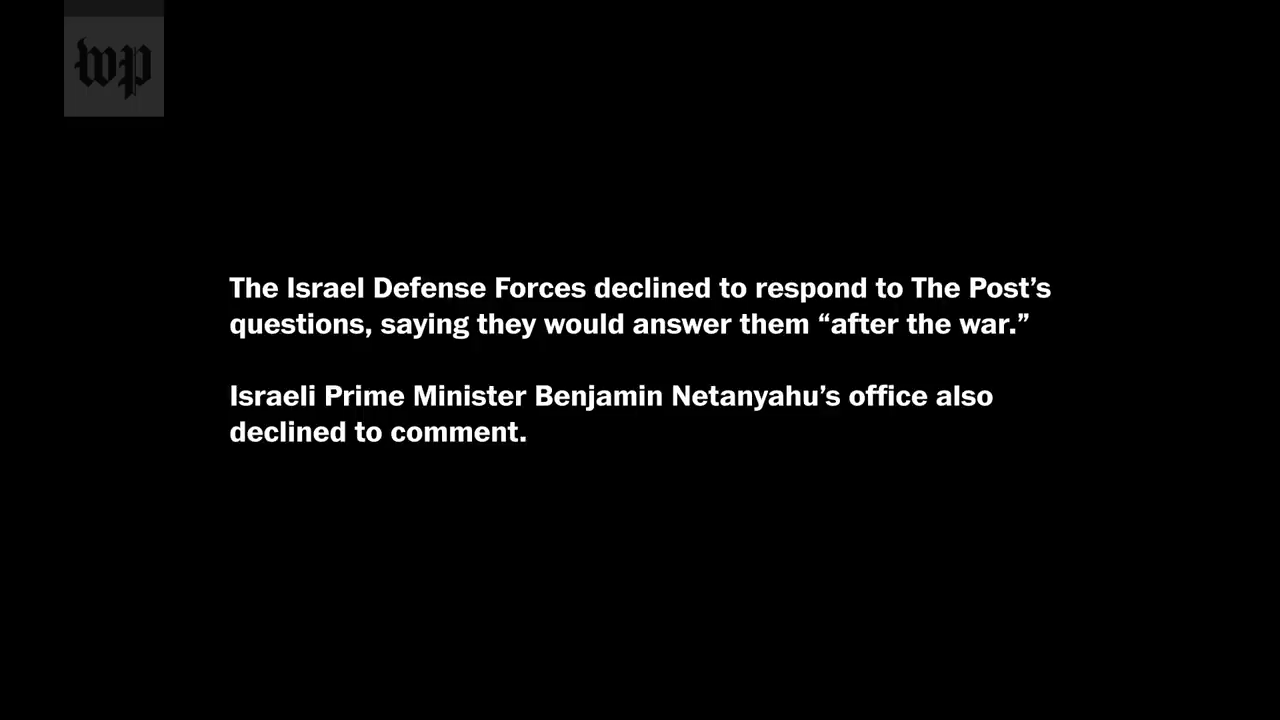 wp
The Israel Defense Forces declined to respond to The Post’s
questions, saying they would answer them “after the war.”
Israeli Prime Minister Benjamin Netanyahu’s office also
declined to comment.